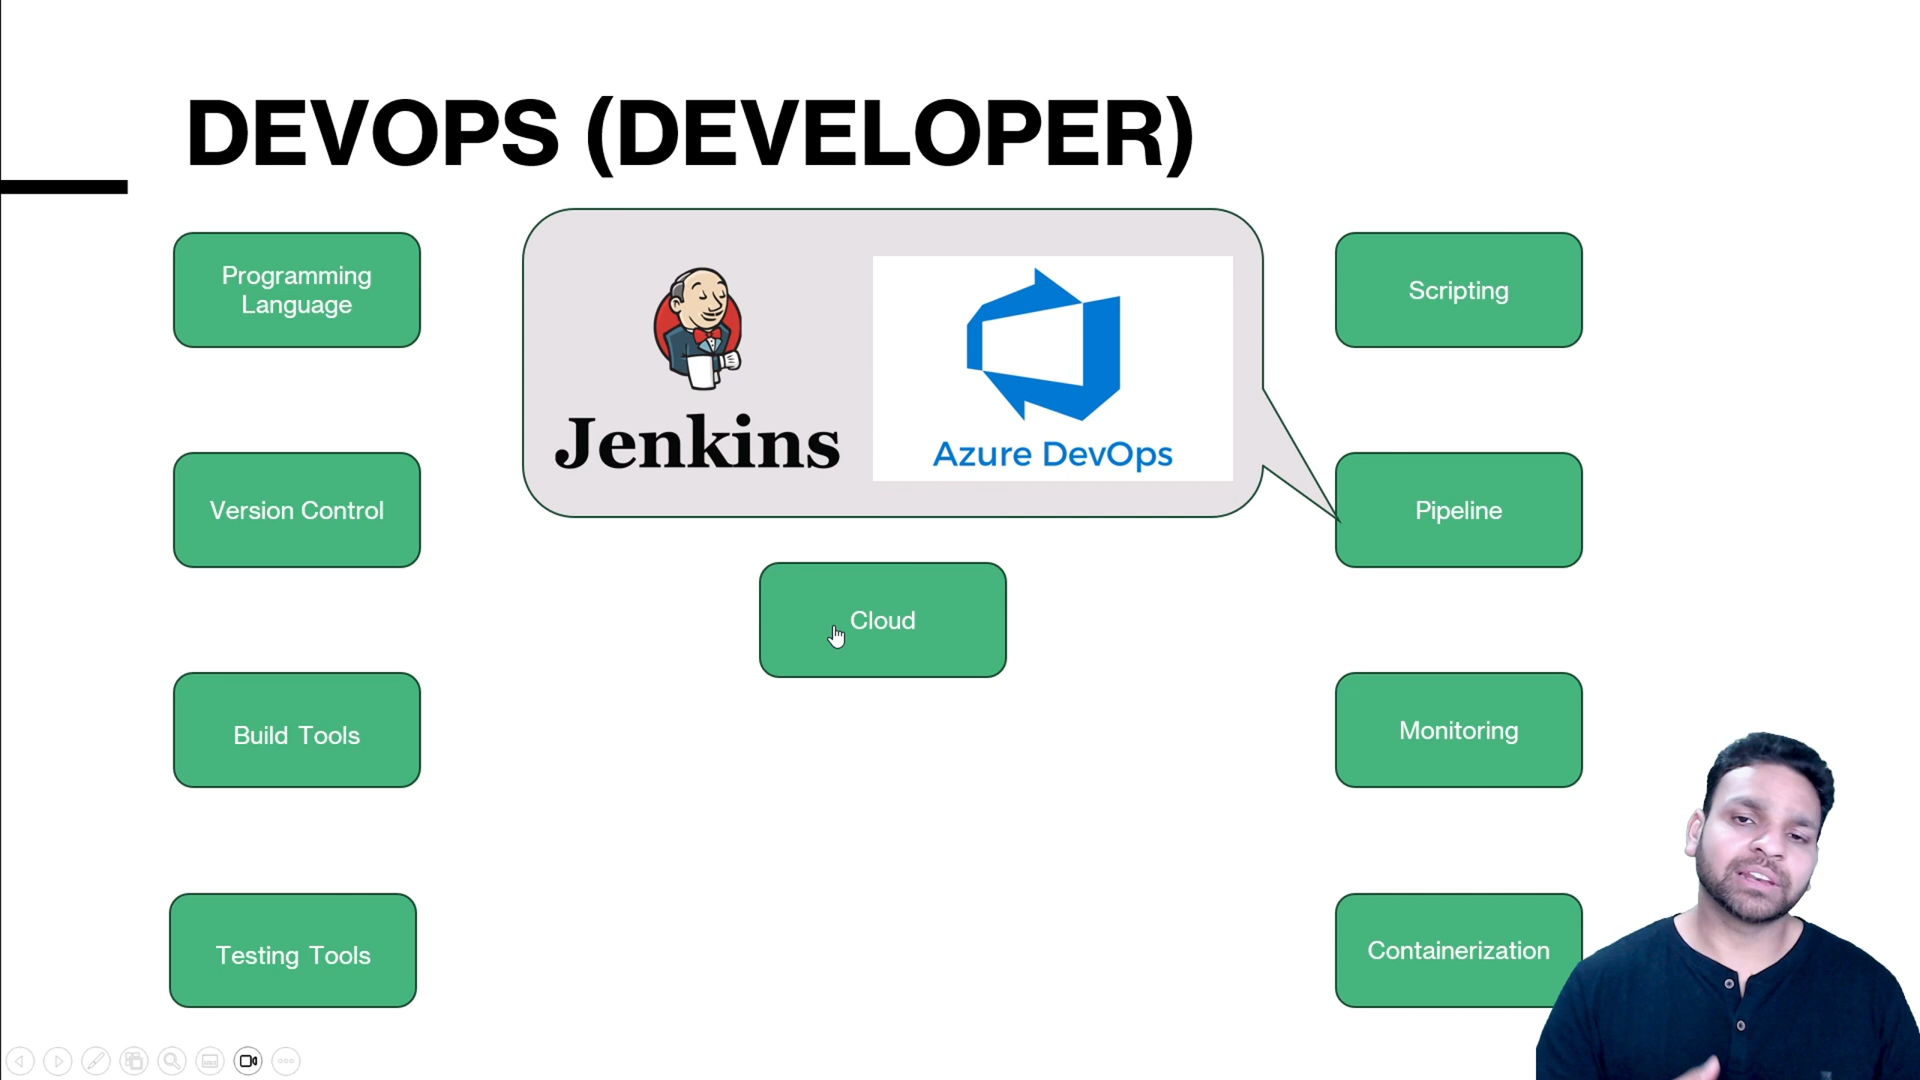 DEVOPS (DEVELOPER)
Programming
Language
Version Control
Build Tools
Testing Tools
Jenkins
Azure DevOps
Cloud
Scripting
Pipeline
Monitoring
Containerization